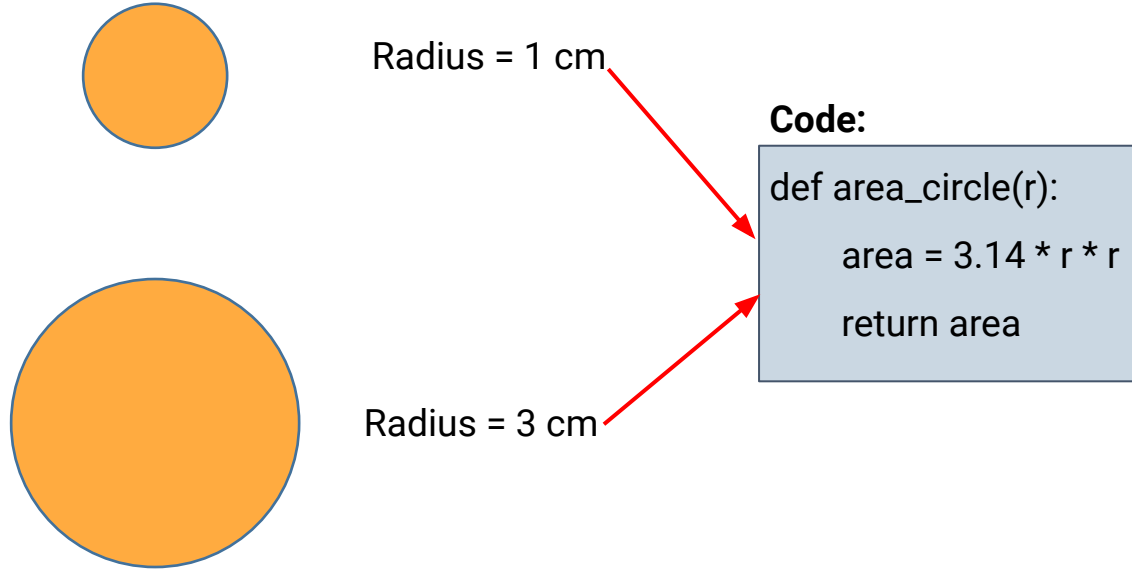 Radius = 1 cm
Code:
def area_circle(r):
area = 3.14 * r * r
return area
Radius = 3 cm